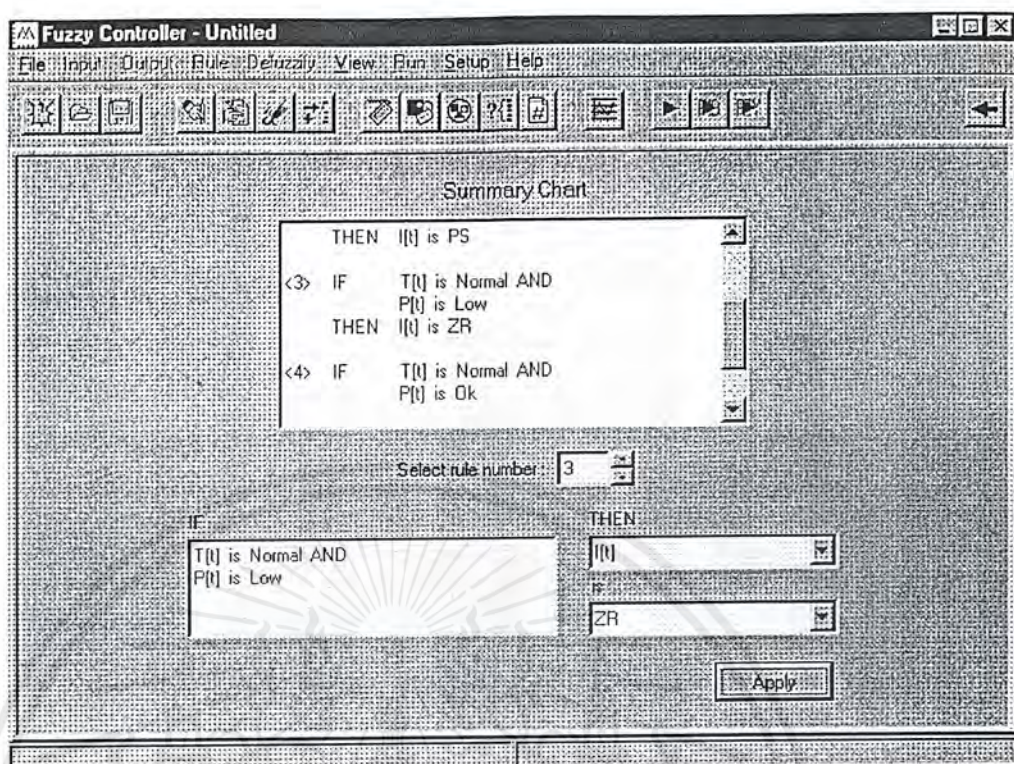 Fuzzy Controller - Untitled
File Input Output Rule Defuzzify View Run Setup Help
Summary Chart
THEN I[t] is PS
<3> IF T[t] is Normal AND
P[t] is Low
THEN I[t] is ZR
<4> IF T[t] is Normal AND
P[t] is Ok
Select rule number: 3
IF
T[t] is Normal AND
P[t] is Low
THEN
I[t]
is
ZR
Apply